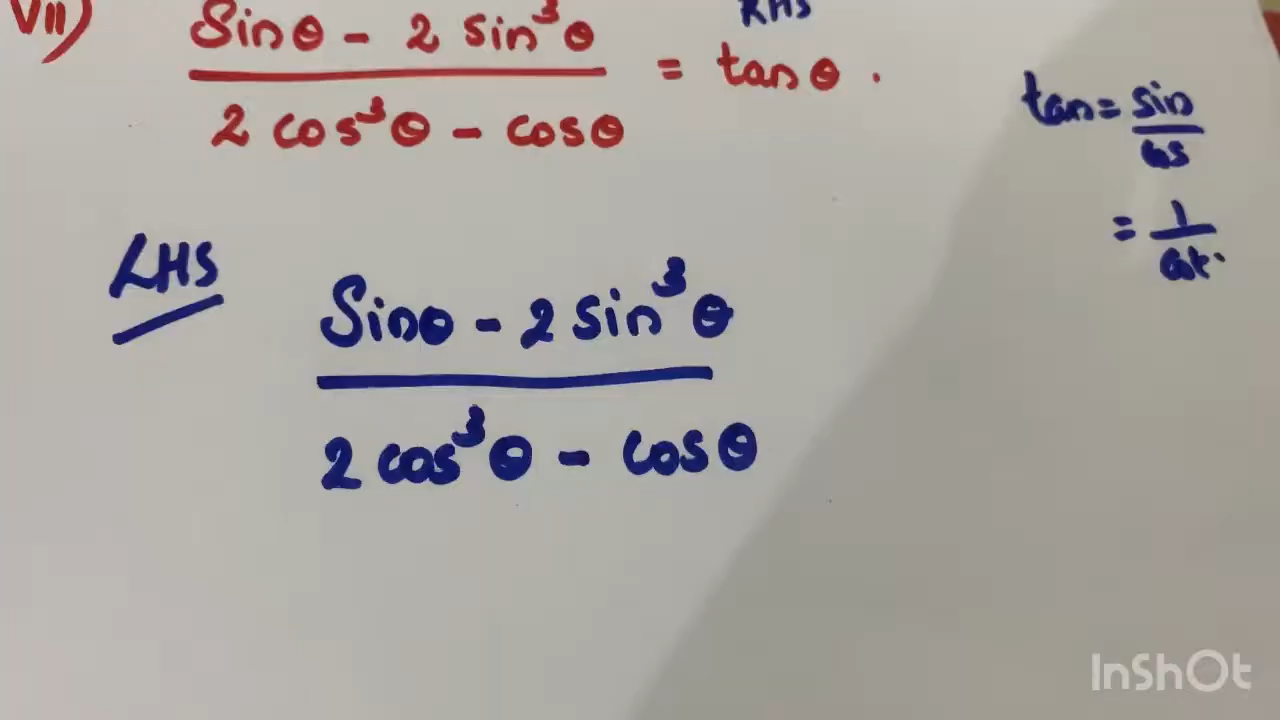 VII) Sinθ - 2 sin³θ / 2 cos³θ - cosθ = tanθ.
RHS
tan = sin / cos
= 1 / cot.
LHS
Sinθ - 2 sin³θ
2 cos³θ - cosθ
InShOt